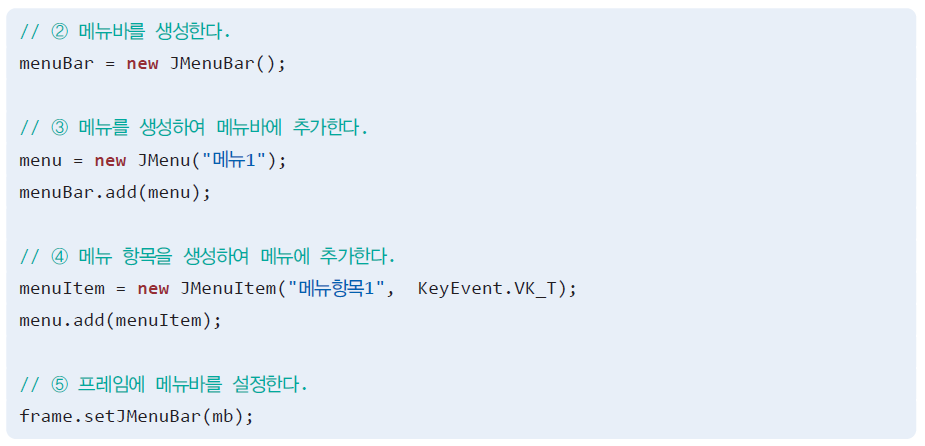 // ② 메뉴바를 생성한다.
menuBar = new JMenuBar();
// ③ 메뉴를 생성하여 메뉴바에 추가한다.
menu = new JMenu("메뉴1");
menuBar.add(menu);
// ④ 메뉴 항목을 생성하여 메뉴에 추가한다.
menuItem = new JMenuItem("메뉴항목1",  KeyEvent.VK_T);
menu.add(menuItem);
// ⑤ 프레임에 메뉴바를 설정한다.
frame.setJMenuBar(mb);